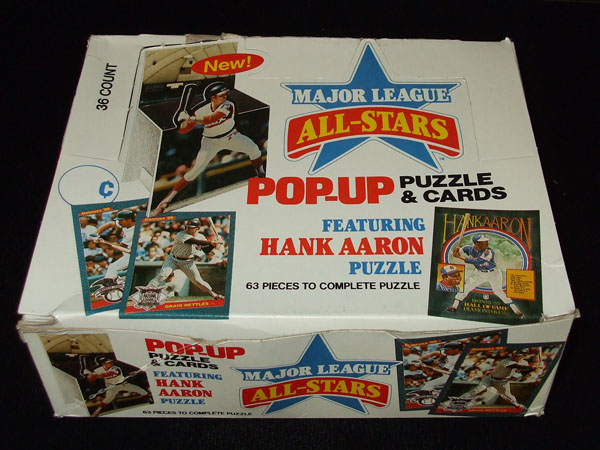 36 COUNT
New!
MAJOR LEAGUE
ALL-STARS
POP-UP PUZZLE
& CARDS
FEATURING
HANK AARON
PUZZLE
63 PIECES TO COMPLETE PUZZLE
¢
GRAIG NETTLES
HANK AARON
HALL OF FAME
DIAMOND KING
POP-UP
PUZZLE
& CARDS
FEATURING
HANK
AARON
PUZZLE
63 PIECES TO COMPLETE PUZZLE
MAJOR LEAGUE
ALL-STARS